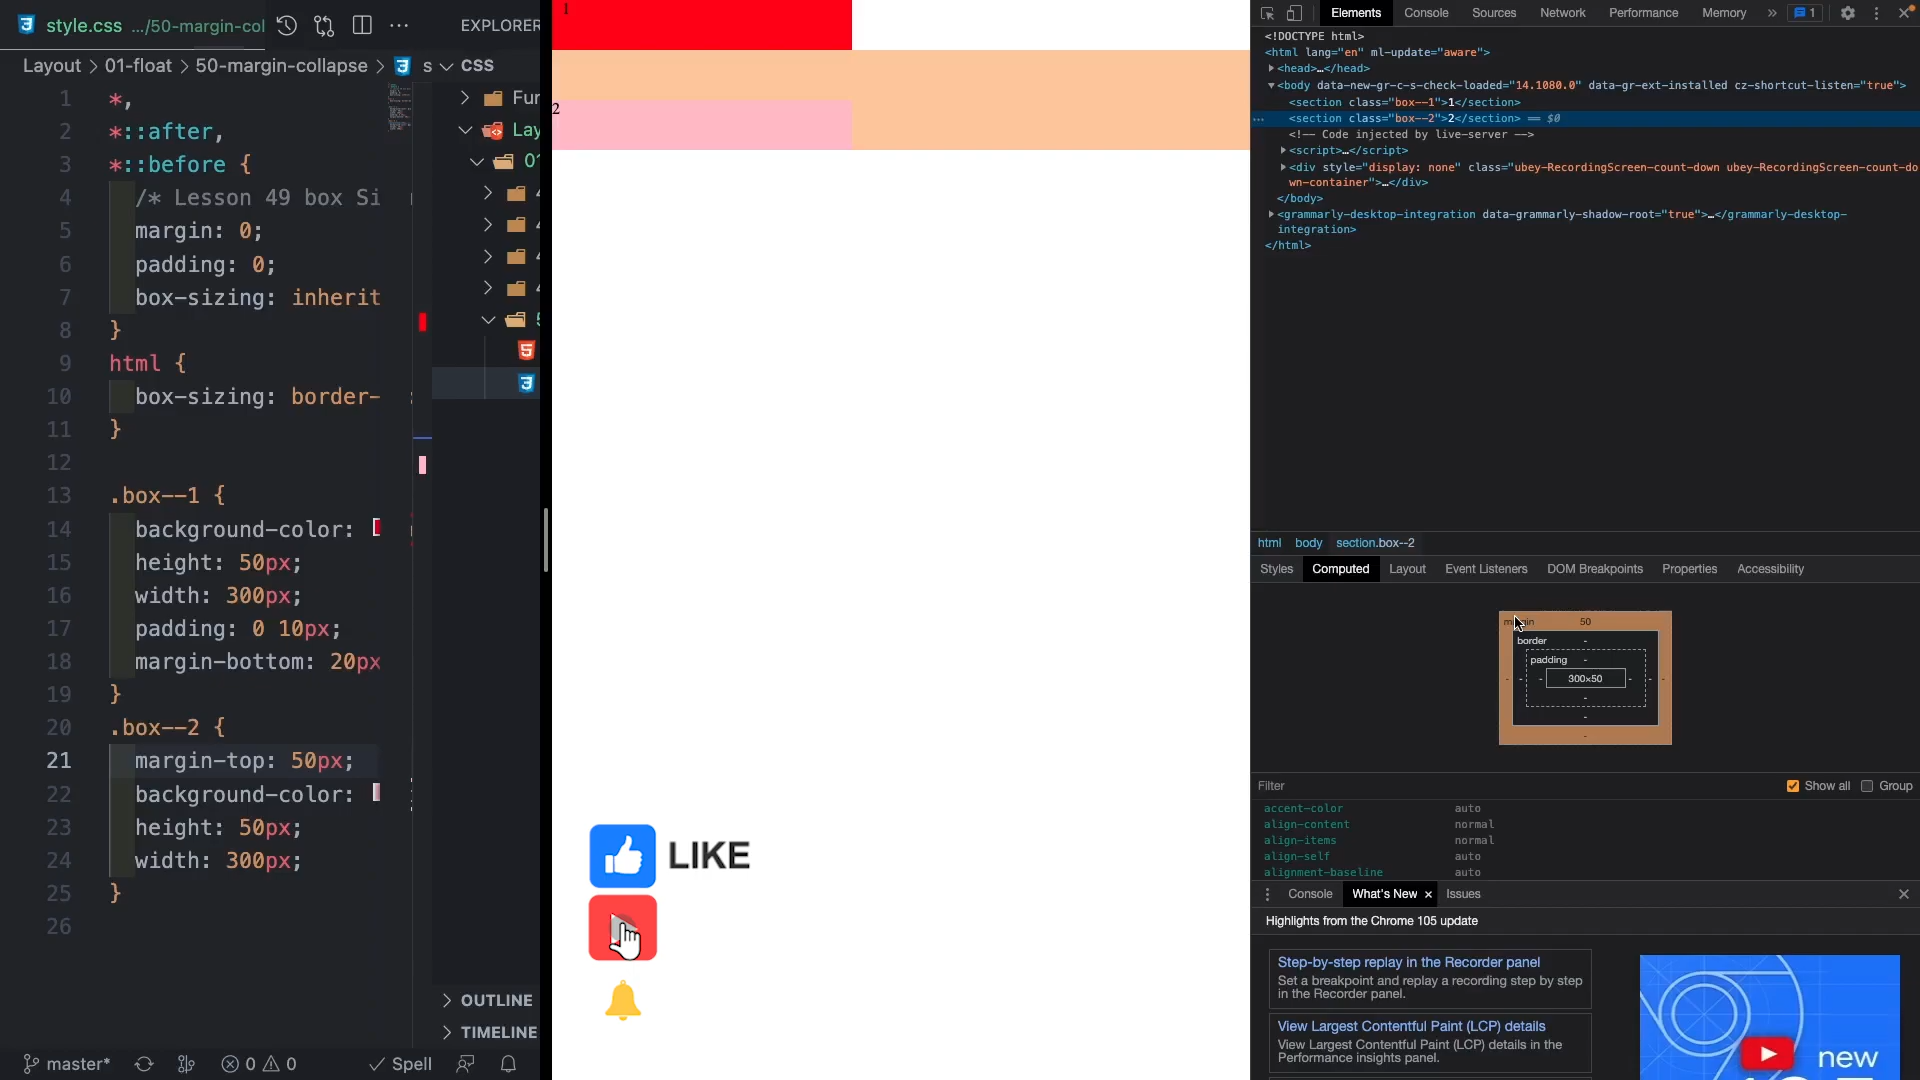 style.css .../50-margin-col
EXPLORER
Layout > 01-float > 50-margin-collapse > s
CSS
Fun
Lay
01
1 *,
2 *::after,
3 *::before {
4 /* Lesson 49 box Si
5 margin: 0;
6 padding: 0;
7 box-sizing: inherit
8 }
9 html {
10 box-sizing: border-
11 }
12
13 .box--1 {
14 background-color:
15 height: 50px;
16 width: 300px;
17 padding: 0 10px;
18 margin-bottom: 20px
19 }
20 .box--2 {
21 margin-top: 50px;
22 background-color:
23 height: 50px;
24 width: 300px;
25 }
26
OUTLINE
TIMELINE
master* 0 0 Spell
1
2
LIKE
Elements Console Sources Network Performance Memory » 1
<!DOCTYPE html>
<html lang="en" ml-update="aware">
<head>…</head>
<body data-new-gr-c-s-check-loaded="14.1080.0" data-gr-ext-installed cz-shortcut-listen="true">
<section class="box--1">1</section>
<section class="box--2">2</section> == $0
<!-- Code injected by live-server -->
<script>…</script>
<div style="display: none" class="ubey-RecordingScreen-count-down ubey-RecordingScreen-count-do
wn-container">…</div>
</body>
<grammarly-desktop-integration data-grammarly-shadow-root="true">…</grammarly-desktop-
integration>
</html>
html body section.box--2
Styles Computed Layout Event Listeners DOM Breakpoints Properties Accessibility
margin 50
border -
padding -
- - - 300×50 - - -
-
-
-
Filter Show all Group
accent-color auto
align-content normal
align-items normal
align-self auto
alignment-baseline auto
Console What's New × Issues
Highlights from the Chrome 105 update
Step-by-step replay in the Recorder panel
Set a breakpoint and replay a recording step by step
in the Recorder panel.
View Largest Contentful Paint (LCP) details
View Largest Contentful Paint (LCP) details in the
Performance insights panel.
new